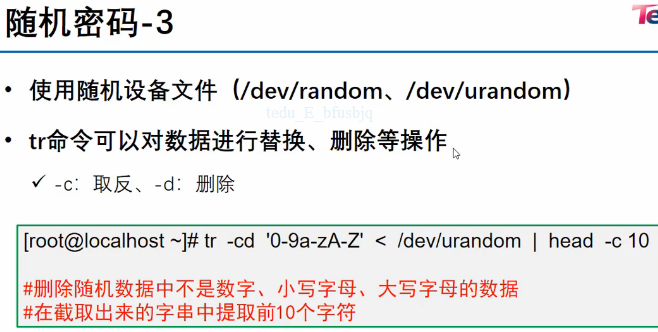 随机密码-3
Te
• 使用随机设备文件（/dev/random、/dev/urandom）
tedu_E_bfusbjq
• tr命令可以对数据进行替换、删除等操作
✓ -c：取反、-d：删除
[root@localhost ~]# tr -cd '0-9a-zA-Z' < /dev/urandom | head -c 10
#删除随机数据中不是数字、小写字母、大写字母的数据
#在截取出来的字串中提取前10个字符